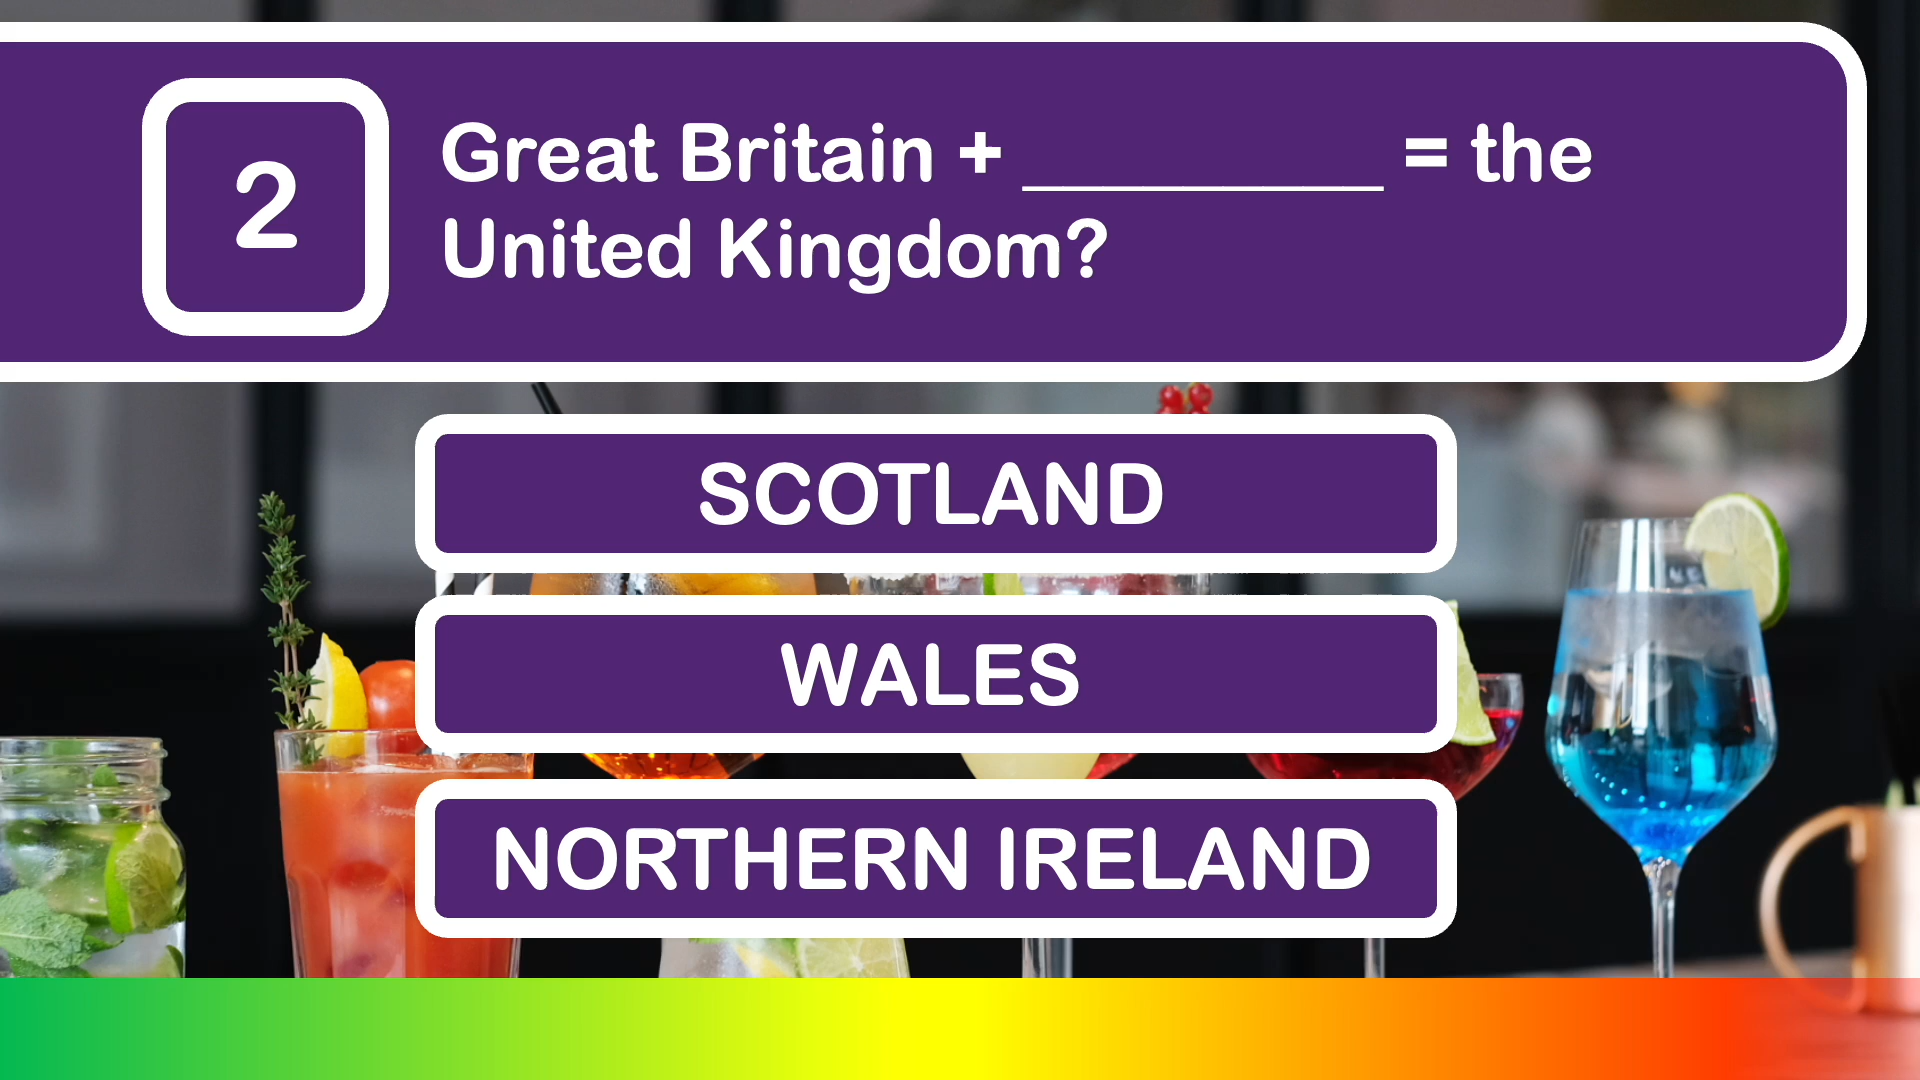 2
Great Britain + _________ = the
United Kingdom?
SCOTLAND
WALES
NORTHERN IRELAND